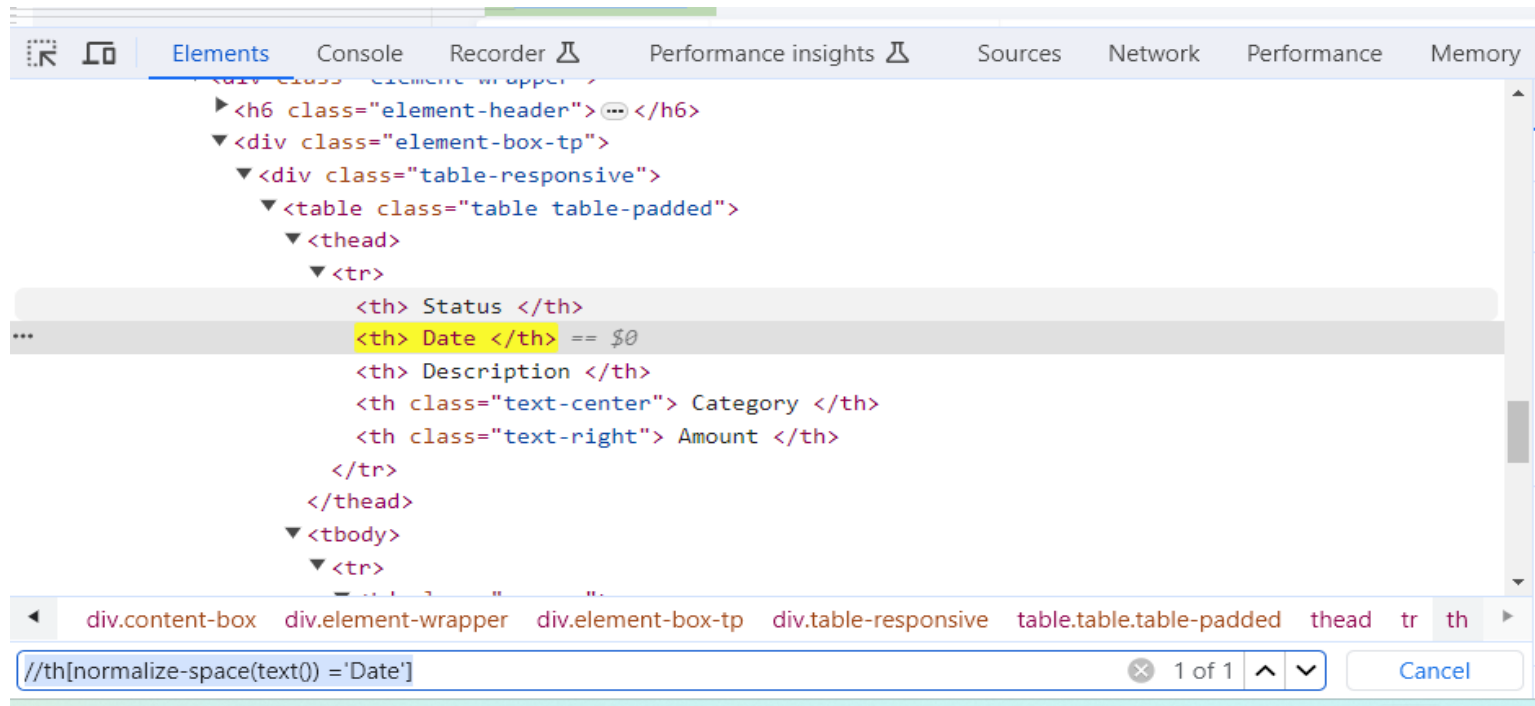 Elements Console Recorder Performance insights Sources Network Performance Memory
<h6 class="element-header">…</h6>
<div class="element-box-tp">
<div class="table-responsive">
<table class="table table-padded">
<thead>
<tr>
<th> Status </th>
… <th> Date </th> == $0
<th> Description </th>
<th class="text-center"> Category </th>
<th class="text-right"> Amount </th>
</tr>
</thead>
<tbody>
<tr>
div.content-box div.element-wrapper div.element-box-tp div.table-responsive table.table.table-padded thead tr th
//th[normalize-space(text()) ='Date'] 1 of 1 Cancel